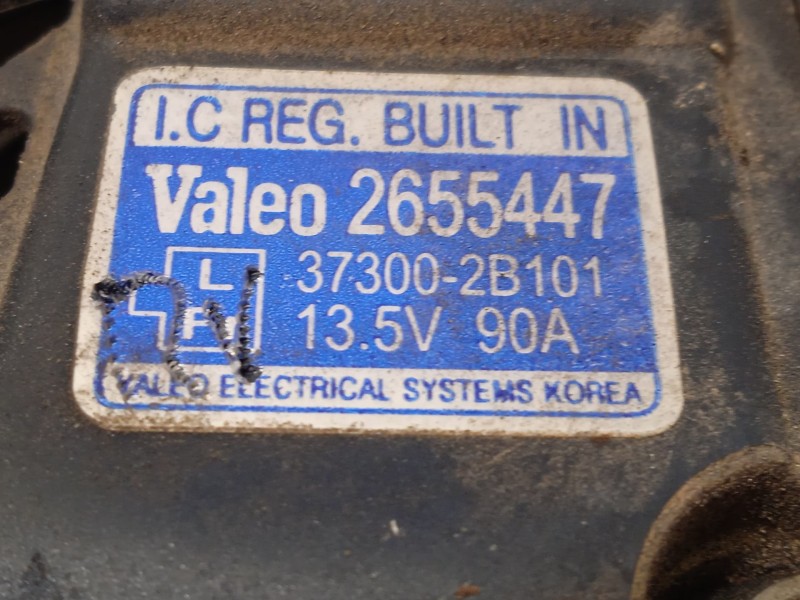 I.C REG. BUILT IN
Valeo 2655447
L 37300-2B101
13.5V 90A
VALEO ELECTRICAL SYSTEMS KOREA